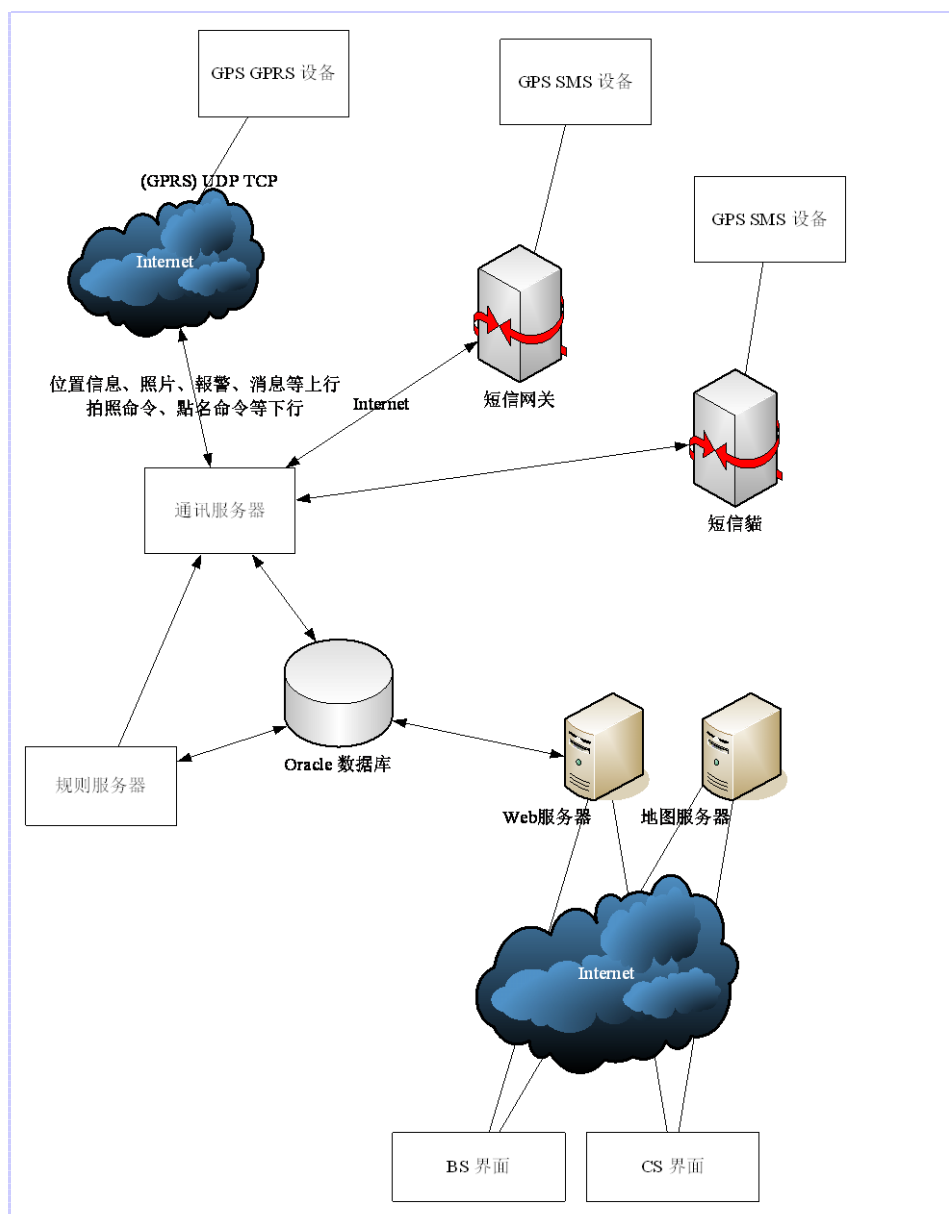 GPS GPRS 设备
GPS SMS 设备
(GPRS) UDP TCP
GPS SMS 设备
Internet
位置信息、照片、報警、消息等上行
拍照命令、點名命令等下行
Internet
短信网关
通讯服务器
短信貓
Oracle 数据库
规则服务器
Web服务器
地图服务器
Internet
BS 界面
CS 界面